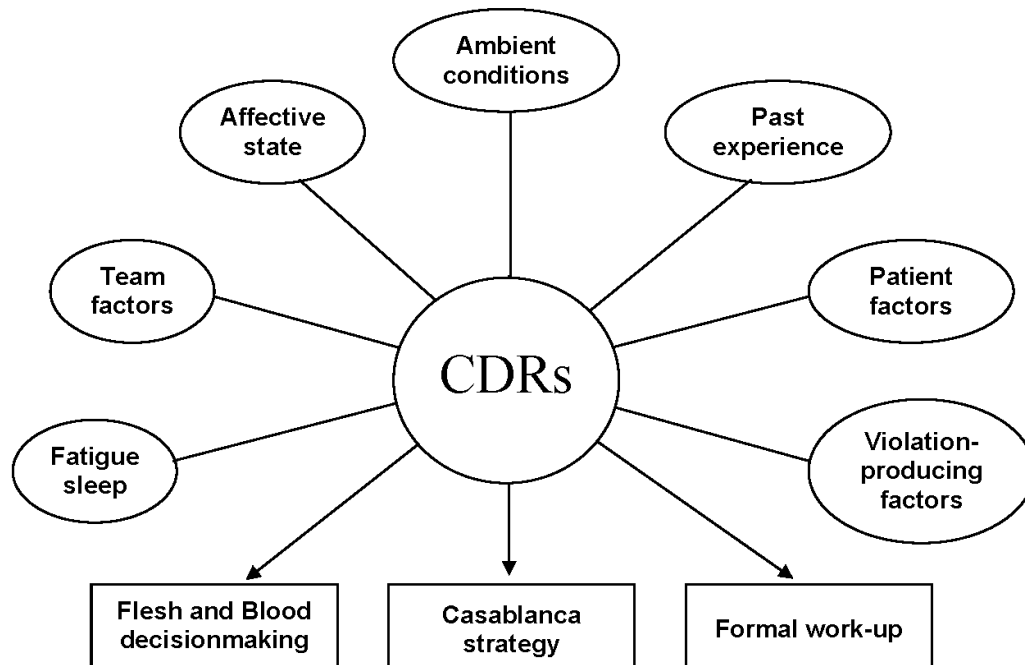 Ambient
conditions
Affective
state
Past
experience
Team
factors
Patient
factors
CDRs
Fatigue
sleep
Violation-
producing
factors
Flesh and Blood
decisionmaking
Casablanca
strategy
Formal work-up